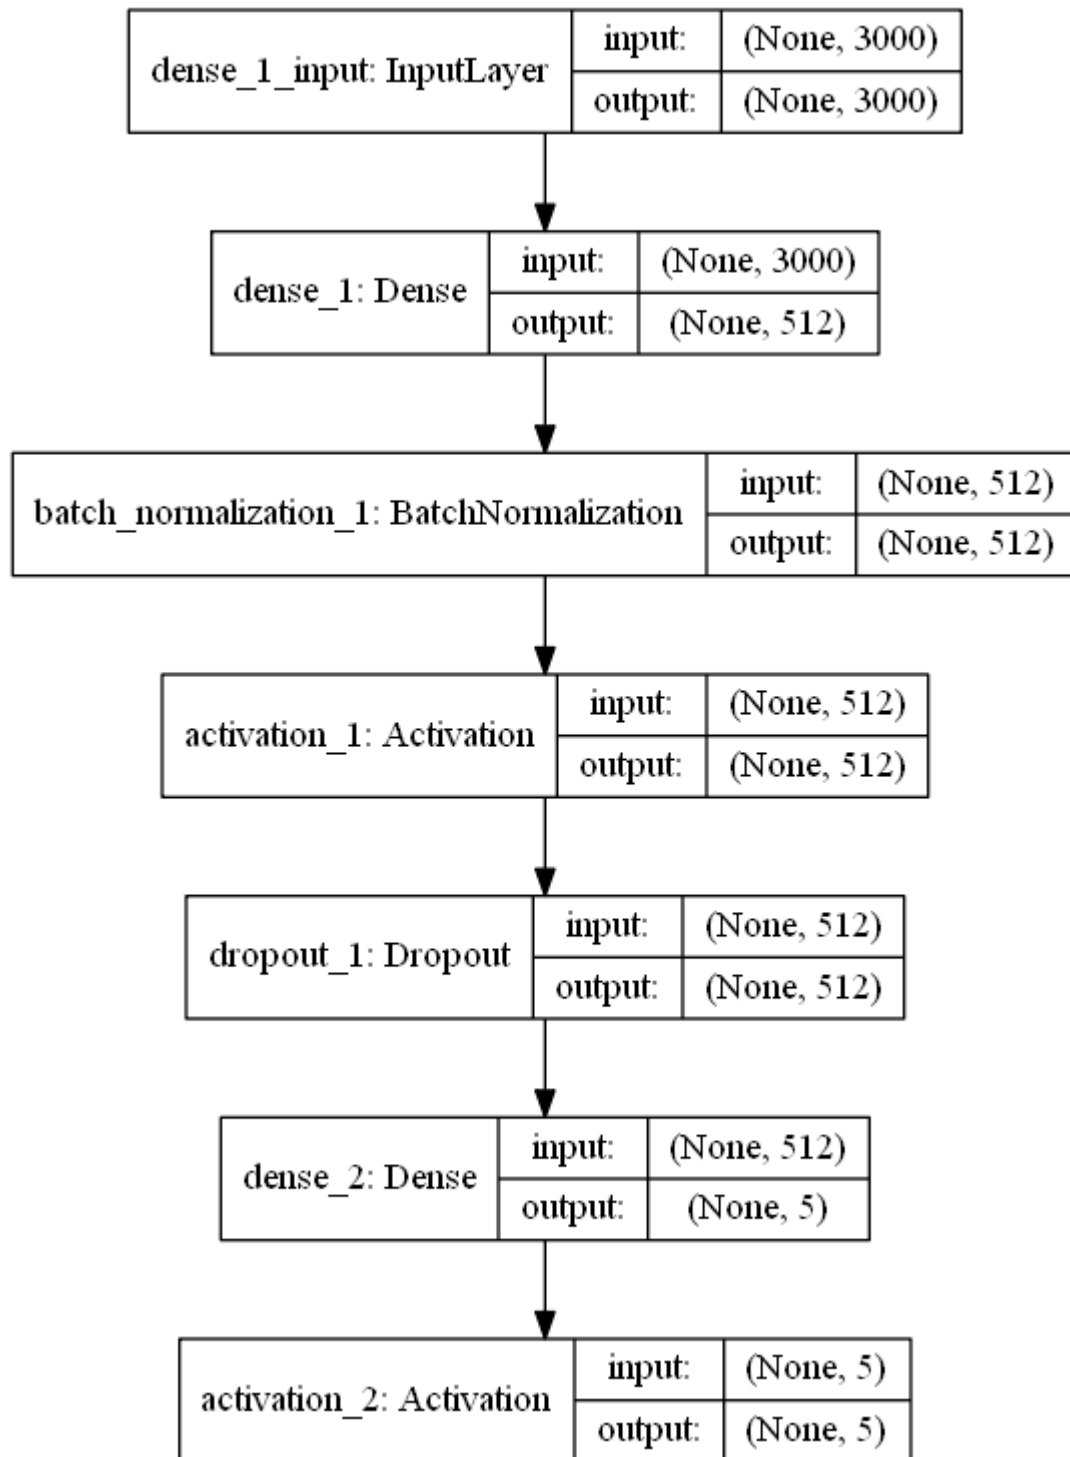 dense_1_input: InputLayer
input: (None, 3000)
output: (None, 3000)
dense_1: Dense
input: (None, 3000)
output: (None, 512)
batch_normalization_1: BatchNormalization
input: (None, 512)
output: (None, 512)
activation_1: Activation
input: (None, 512)
output: (None, 512)
dropout_1: Dropout
input: (None, 512)
output: (None, 512)
dense_2: Dense
input: (None, 512)
output: (None, 5)
activation_2: Activation
input: (None, 5)
output: (None, 5)